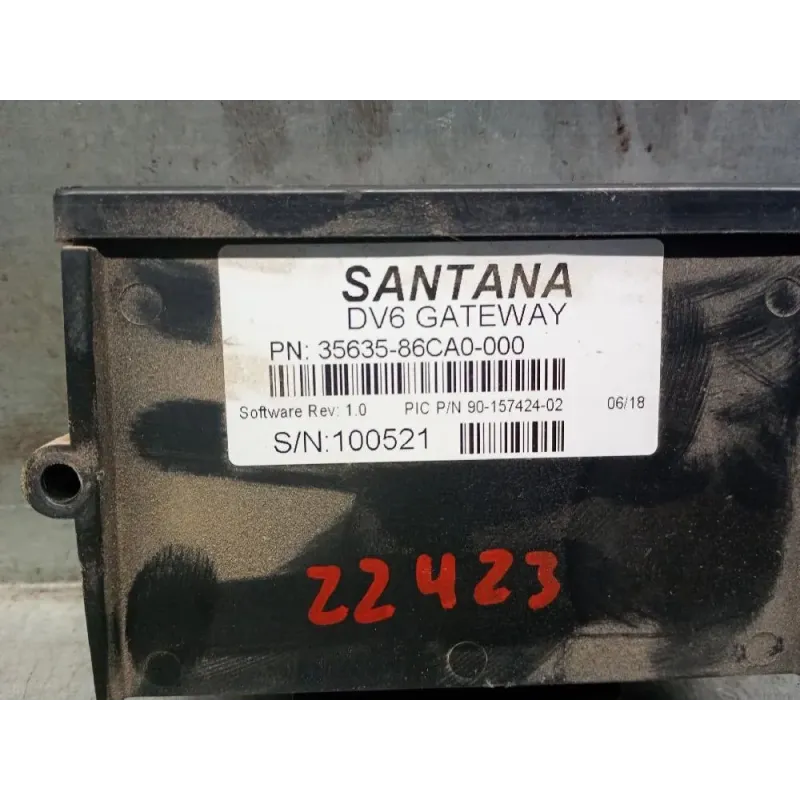 SANTANA
DV6 GATEWAY
PN: 35635-86CA0-000
Software Rev: 1.0 PIC P/N 90-157424-02 06/18
S/N:100521
22423